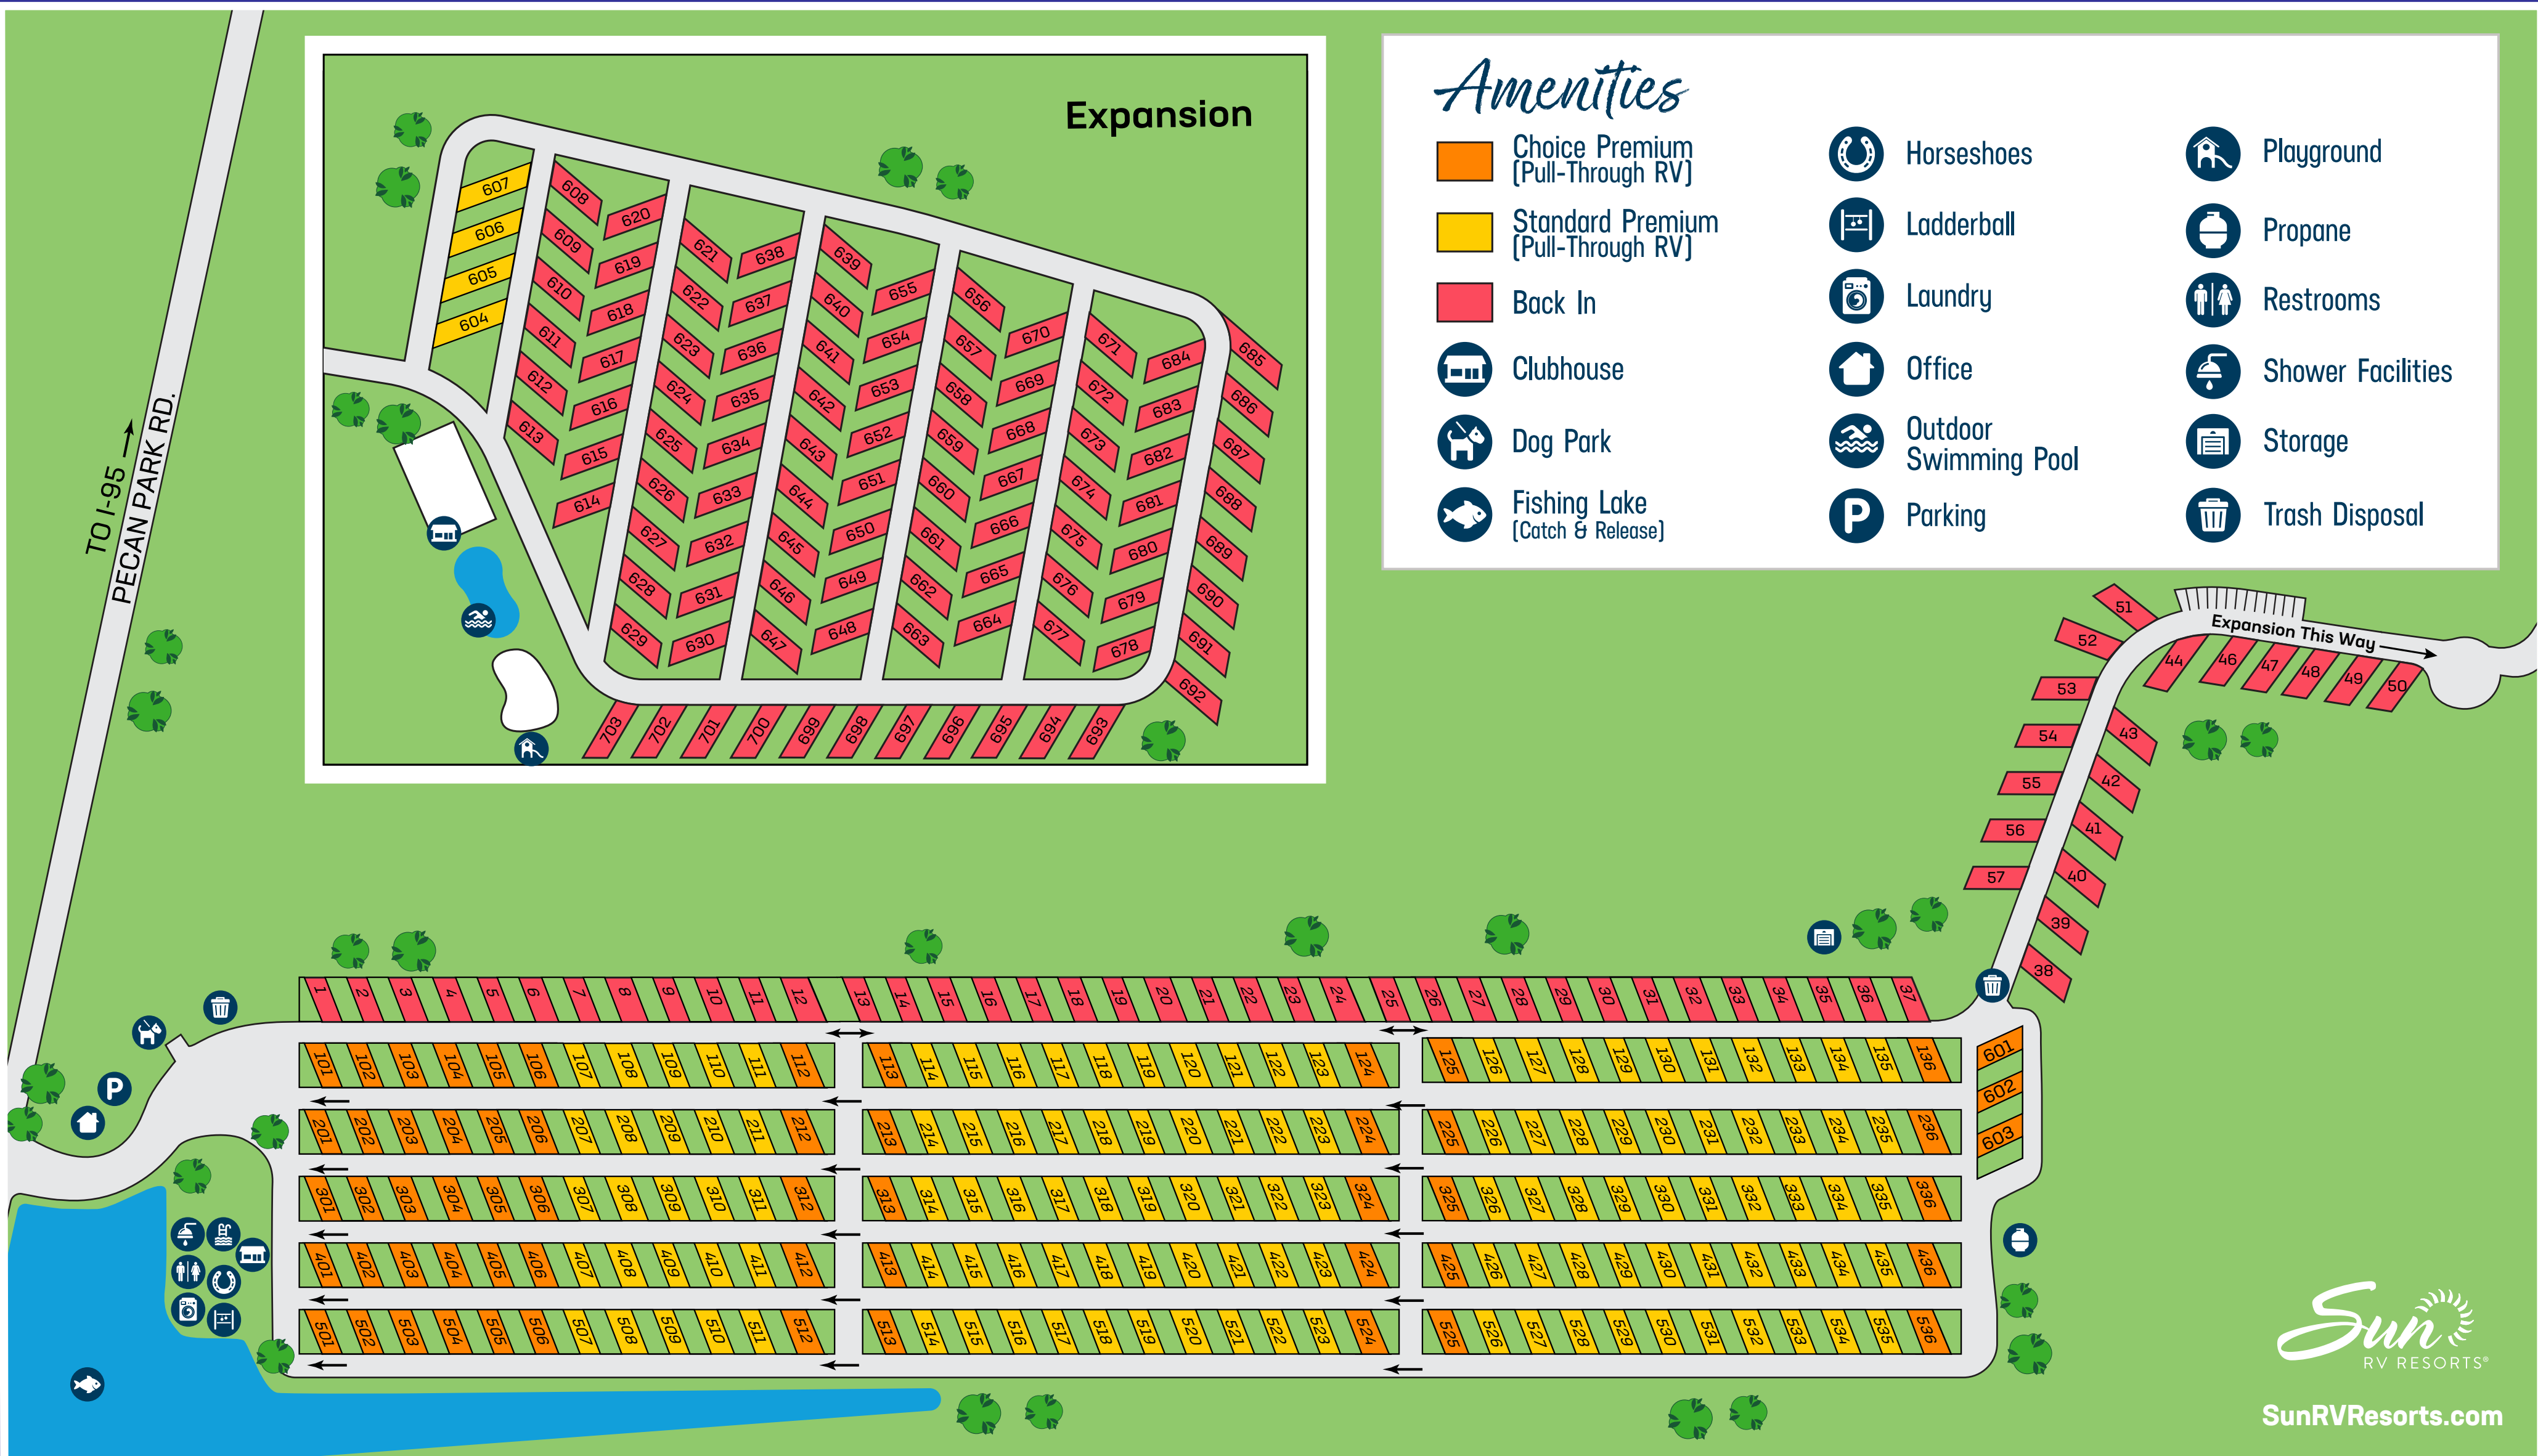 TO I-95
PECAN PARK RD.
Expansion
607
606
605
604
608
609
610
611
612
613
620
619
618
617
616
615
614
621
622
623
624
625
626
627
628
629
638
637
636
635
634
633
632
631
630
639
640
641
642
643
644
645
646
647
655
654
653
652
651
650
649
648
656
657
658
659
660
661
662
663
670
669
668
667
666
665
664
671
672
673
674
675
676
677
684
683
682
681
680
679
678
685
686
687
688
689
690
691
692
703 702 701 700 699 698 697 696 695 694 693
Amenities
Choice Premium
(Pull-Through RV)
Standard Premium
(Pull-Through RV)
Back In
Clubhouse
Dog Park
Fishing Lake
(Catch & Release)
Horseshoes
Ladderball
Laundry
Office
Outdoor
Swimming Pool
P
Parking
Playground
Propane
Restrooms
Shower Facilities
Storage
Trash Disposal
Expansion This Way
51
52
53
54
55
56
57
44 46 47 48 49 50
43
42
41
40
39
38
1 2 3 4 5 6 7 8 9 10 11 12 13 14 15 16 17 18 19 20 21 22 23 24 25 26 27 28 29 30 31 32 33 34 35 36 37
101 102 103 104 105 106 107 108 109 110 111 112 113 114 115 116 117 118 119 120 121 122 123 124 125 126 127 128 129 130 131 132 133 134 135 136
201 202 203 204 205 206 207 208 209 210 211 212 213 214 215 216 217 218 219 220 221 222 223 224 225 226 227 228 229 230 231 232 233 234 235 236
301 302 303 304 305 306 307 308 309 310 311 312 313 314 315 316 317 318 319 320 321 322 323 324 325 326 327 328 329 330 331 332 333 334 335 336
401 402 403 404 405 406 407 408 409 410 411 412 413 414 415 416 417 418 419 420 421 422 423 424 425 426 427 428 429 430 431 432 433 434 435 436
501 502 503 504 505 506 507 508 509 510 511 512 513 514 515 516 517 518 519 520 521 522 523 524 525 526 527 528 529 530 531 532 533 534 535 536
601
602
603
P
Sun
RV RESORTS®
SunRVResorts.com